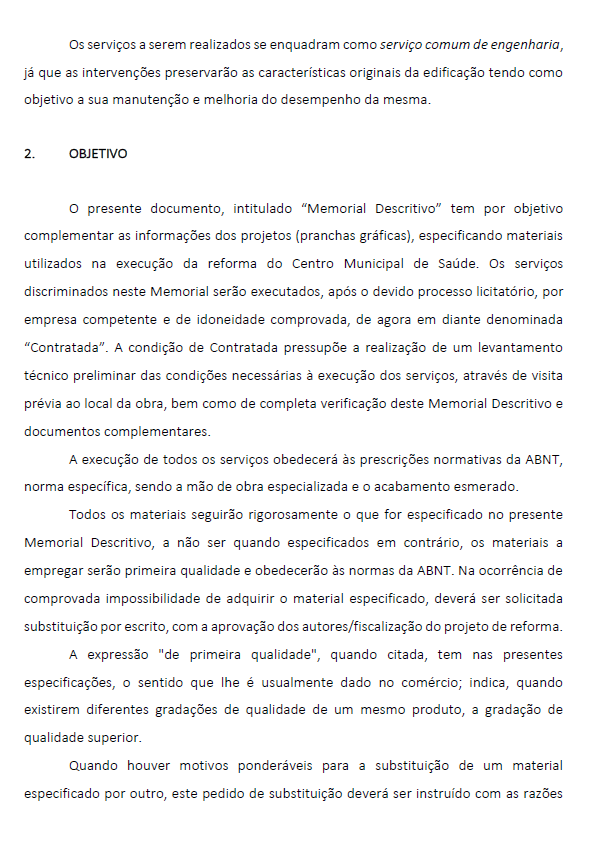 Os serviços a serem realizados se enquadram como serviço comum de engenharia,
já que as intervenções preservarão as características originais da edificação tendo como
objetivo a sua manutenção e melhoria do desempenho da mesma.
2. OBJETIVO
O presente documento, intitulado “Memorial Descritivo” tem por objetivo
complementar as informações dos projetos (pranchas gráficas), especificando materiais
utilizados na execução da reforma do Centro Municipal de Saúde. Os serviços
discriminados neste Memorial serão executados, após o devido processo licitatório, por
empresa competente e de idoneidade comprovada, de agora em diante denominada
“Contratada”. A condição de Contratada pressupõe a realização de um levantamento
técnico preliminar das condições necessárias à execução dos serviços, através de visita
prévia ao local da obra, bem como de completa verificação deste Memorial Descritivo e
documentos complementares.
A execução de todos os serviços obedecerá às prescrições normativas da ABNT,
norma específica, sendo a mão de obra especializada e o acabamento esmerado.
Todos os materiais seguirão rigorosamente o que for especificado no presente
Memorial Descritivo, a não ser quando especificados em contrário, os materiais a
empregar serão primeira qualidade e obedecerão às normas da ABNT. Na ocorrência de
comprovada impossibilidade de adquirir o material especificado, deverá ser solicitada
substituição por escrito, com a aprovação dos autores/fiscalização do projeto de reforma.
A expressão "de primeira qualidade", quando citada, tem nas presentes
especificações, o sentido que lhe é usualmente dado no comércio; indica, quando
existirem diferentes gradações de qualidade de um mesmo produto, a gradação de
qualidade superior.
Quando houver motivos ponderáveis para a substituição de um material
especificado por outro, este pedido de substituição deverá ser instruído com as razões